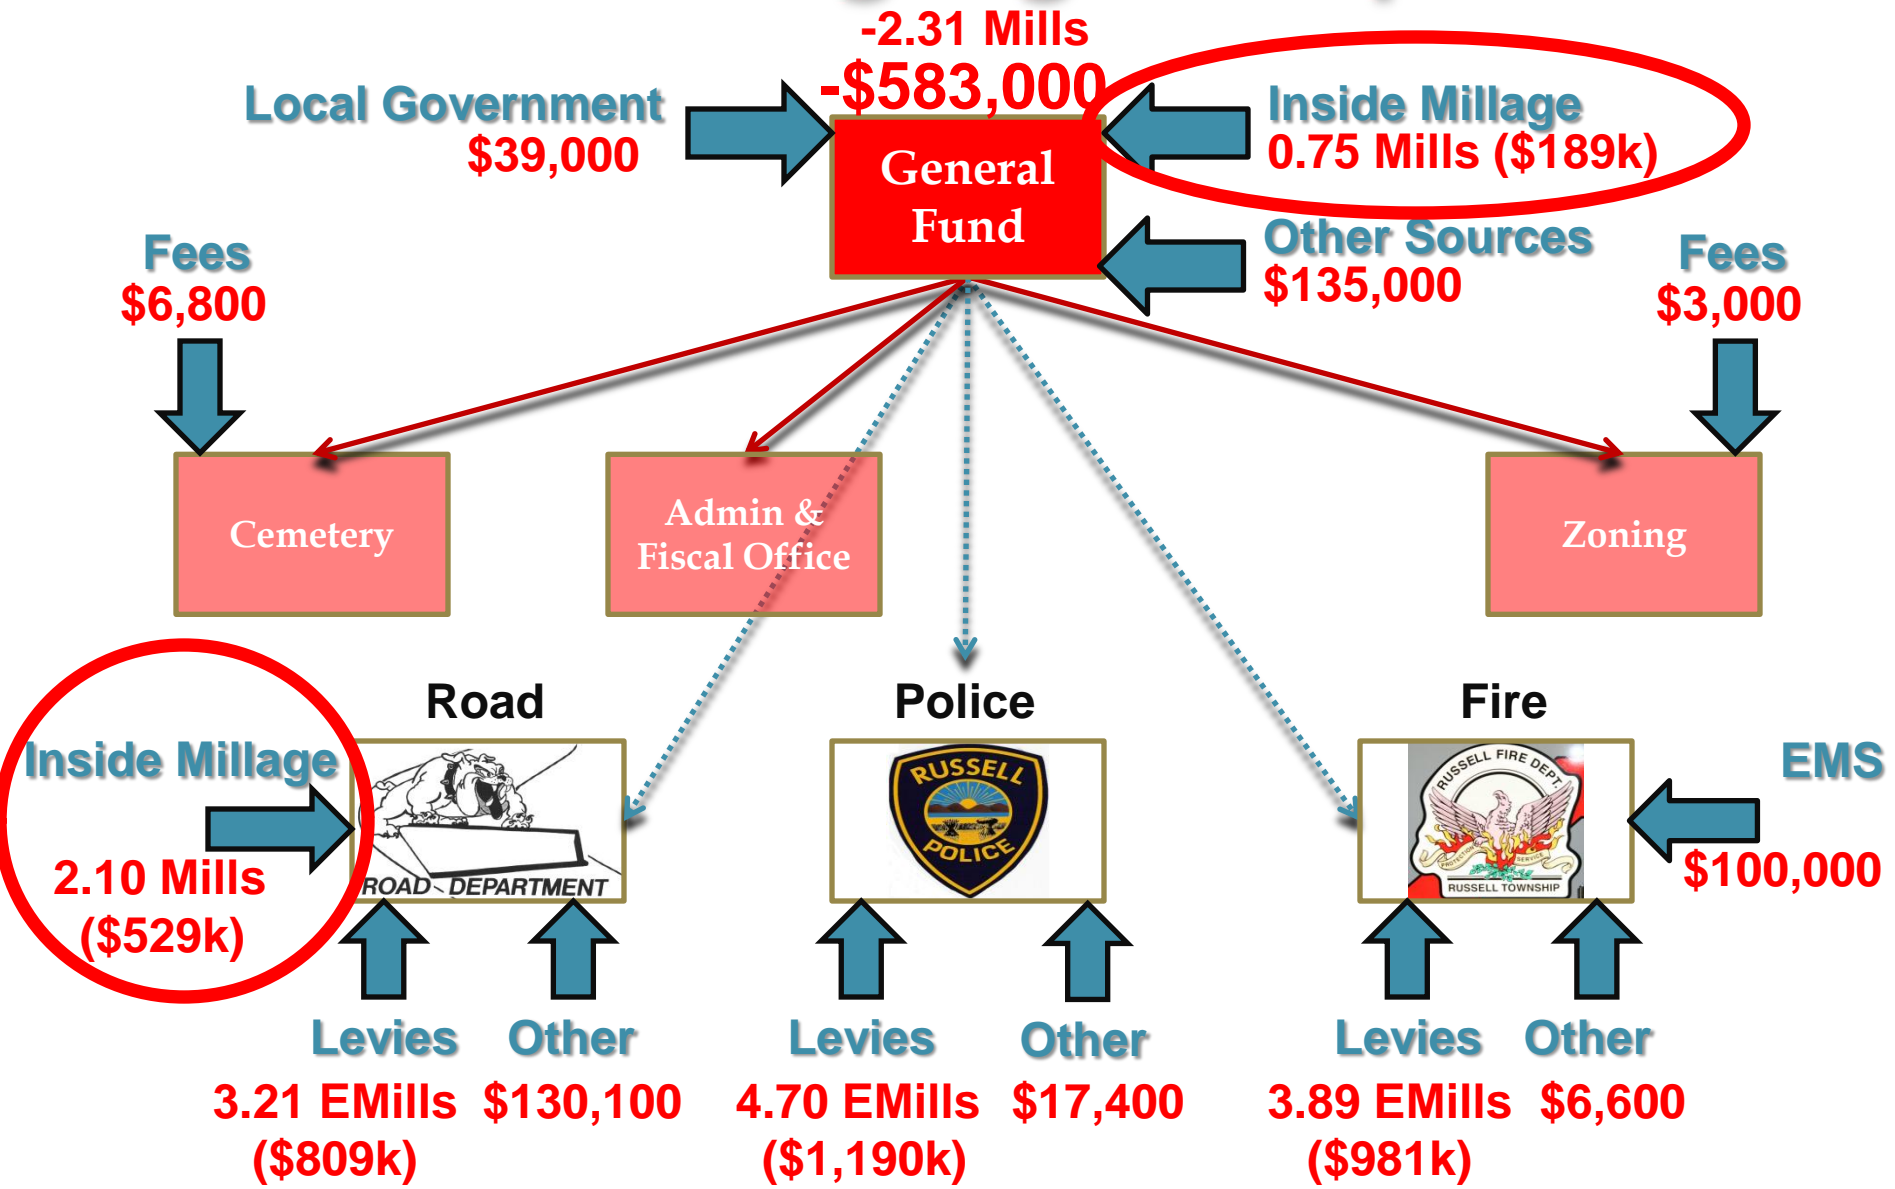 -2.31 Mills
-$583,000
Local Government
$39,000
General
Fund
Inside Millage
0.75 Mills ($189k)
Other Sources
$135,000
Fees
$6,800
Fees
$3,000
Cemetery
Admin &
Fiscal Office
Zoning
Road
Police
Fire
Inside Millage
2.10 Mills
($529k)
ROAD DEPARTMENT
RUSSELL
POLICE
RUSSELL FIRE DEPT.
PROTECTION
SERVICE
RUSSELL TOWNSHIP
EMS
$100,000
Levies
3.21 EMills
($809k)
Other
$130,100
Levies
4.70 EMills
($1,190k)
Other
$17,400
Levies
3.89 EMills
($981k)
Other
$6,600